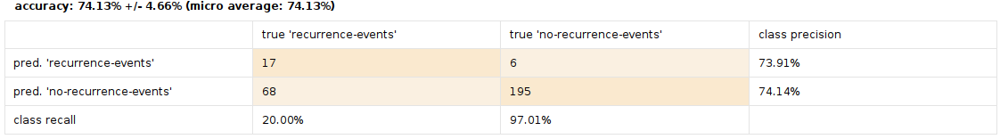 accuracy: 74.13% +/- 4.66% (micro average: 74.13%)
true 'recurrence-events' true 'no-recurrence-events' class precision
pred. 'recurrence-events' 17 6 73.91%
pred. 'no-recurrence-events' 68 195 74.14%
class recall 20.00% 97.01%